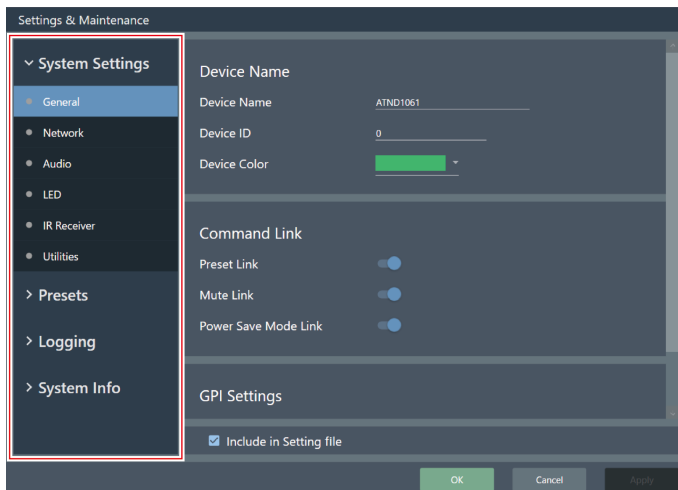 Settings & Maintenance
System Settings
General
Network
Audio
LED
IR Receiver
Utilities
Presets
Logging
System Info
Device Name
Device Name ATND1061
Device ID 0
Device Color
Command Link
Preset Link
Mute Link
Power Save Mode Link
GPI Settings
Include in Setting file
OK Cancel Apply